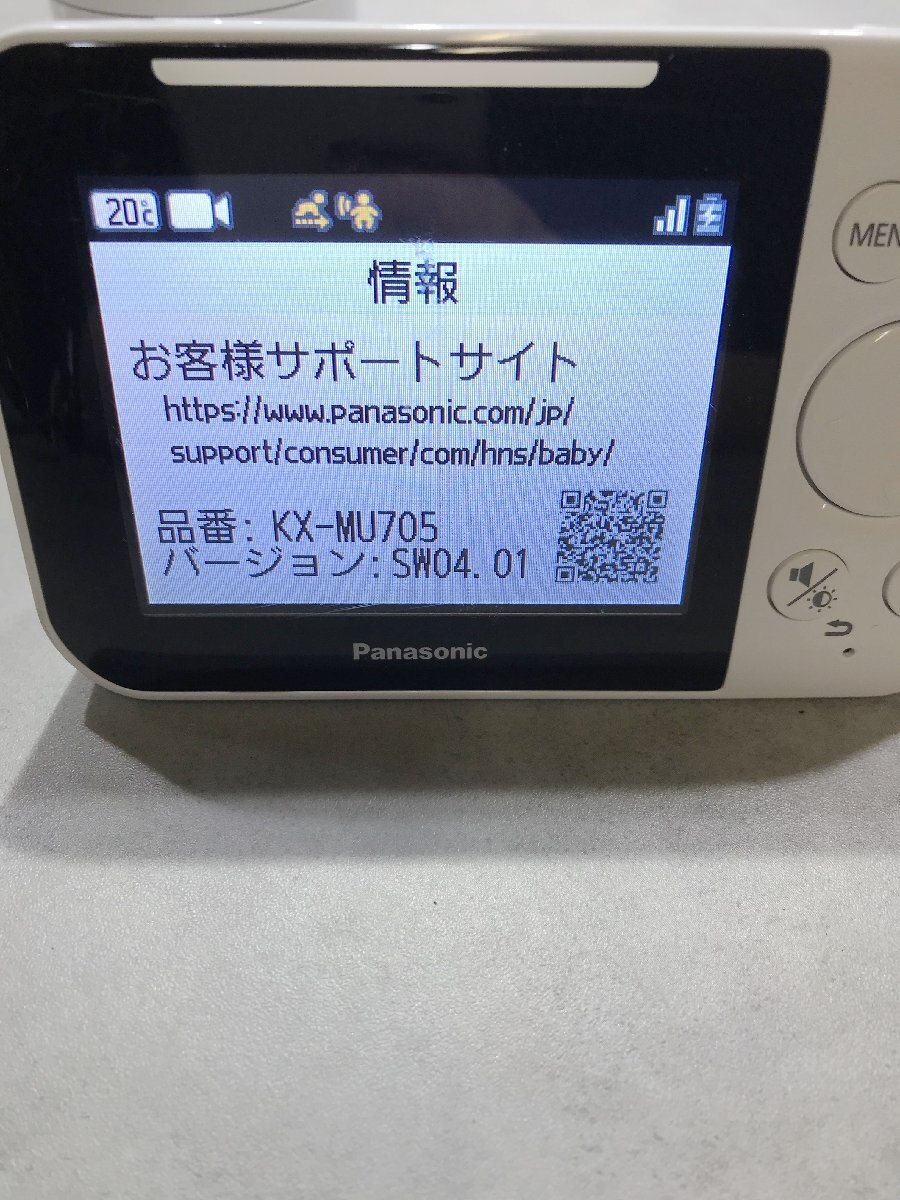 20℃
情報
お客様サポートサイト
https://www.panasonic.com/jp/
support/consumer/com/hns/baby/
品番: KX-MU705
バージョン:SW04.01
Panasonic
MEN